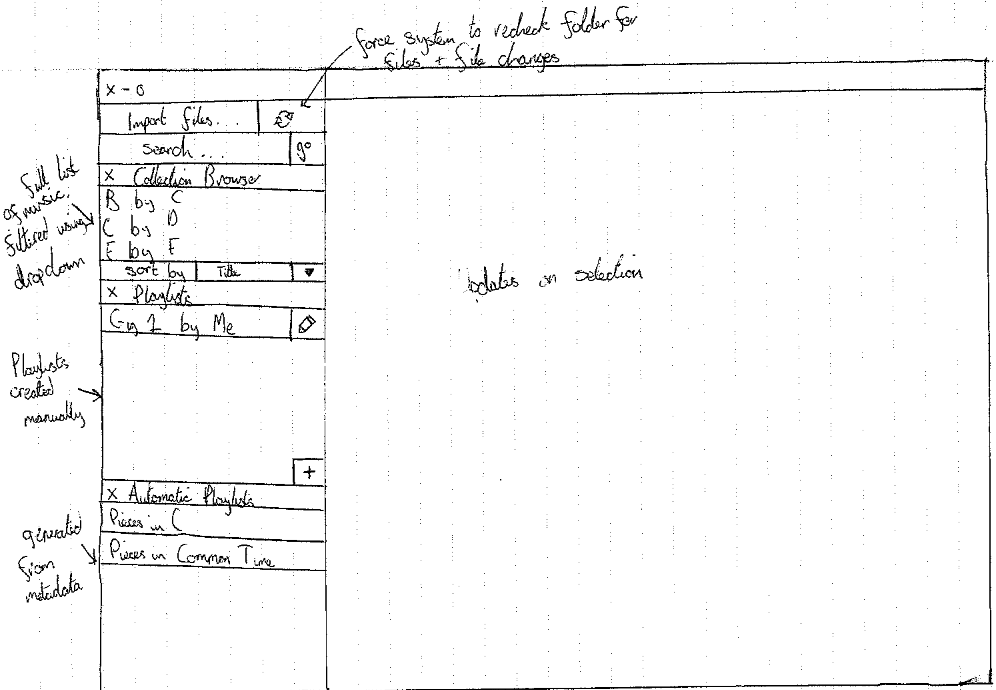 force system to recheck folder for
files + file changes
x - o
Import files...
search....
go
X Collection Browser
B by C
C by D
E by F
sort by Title
X Playlists
Gig 1 by Me
+
X Automatic Playlists
Pieces in C
Pieces in Common Time
full list
of music.
filtered using
dropdown
Playlists
created
manually
generated
from
metadata
updates on selection